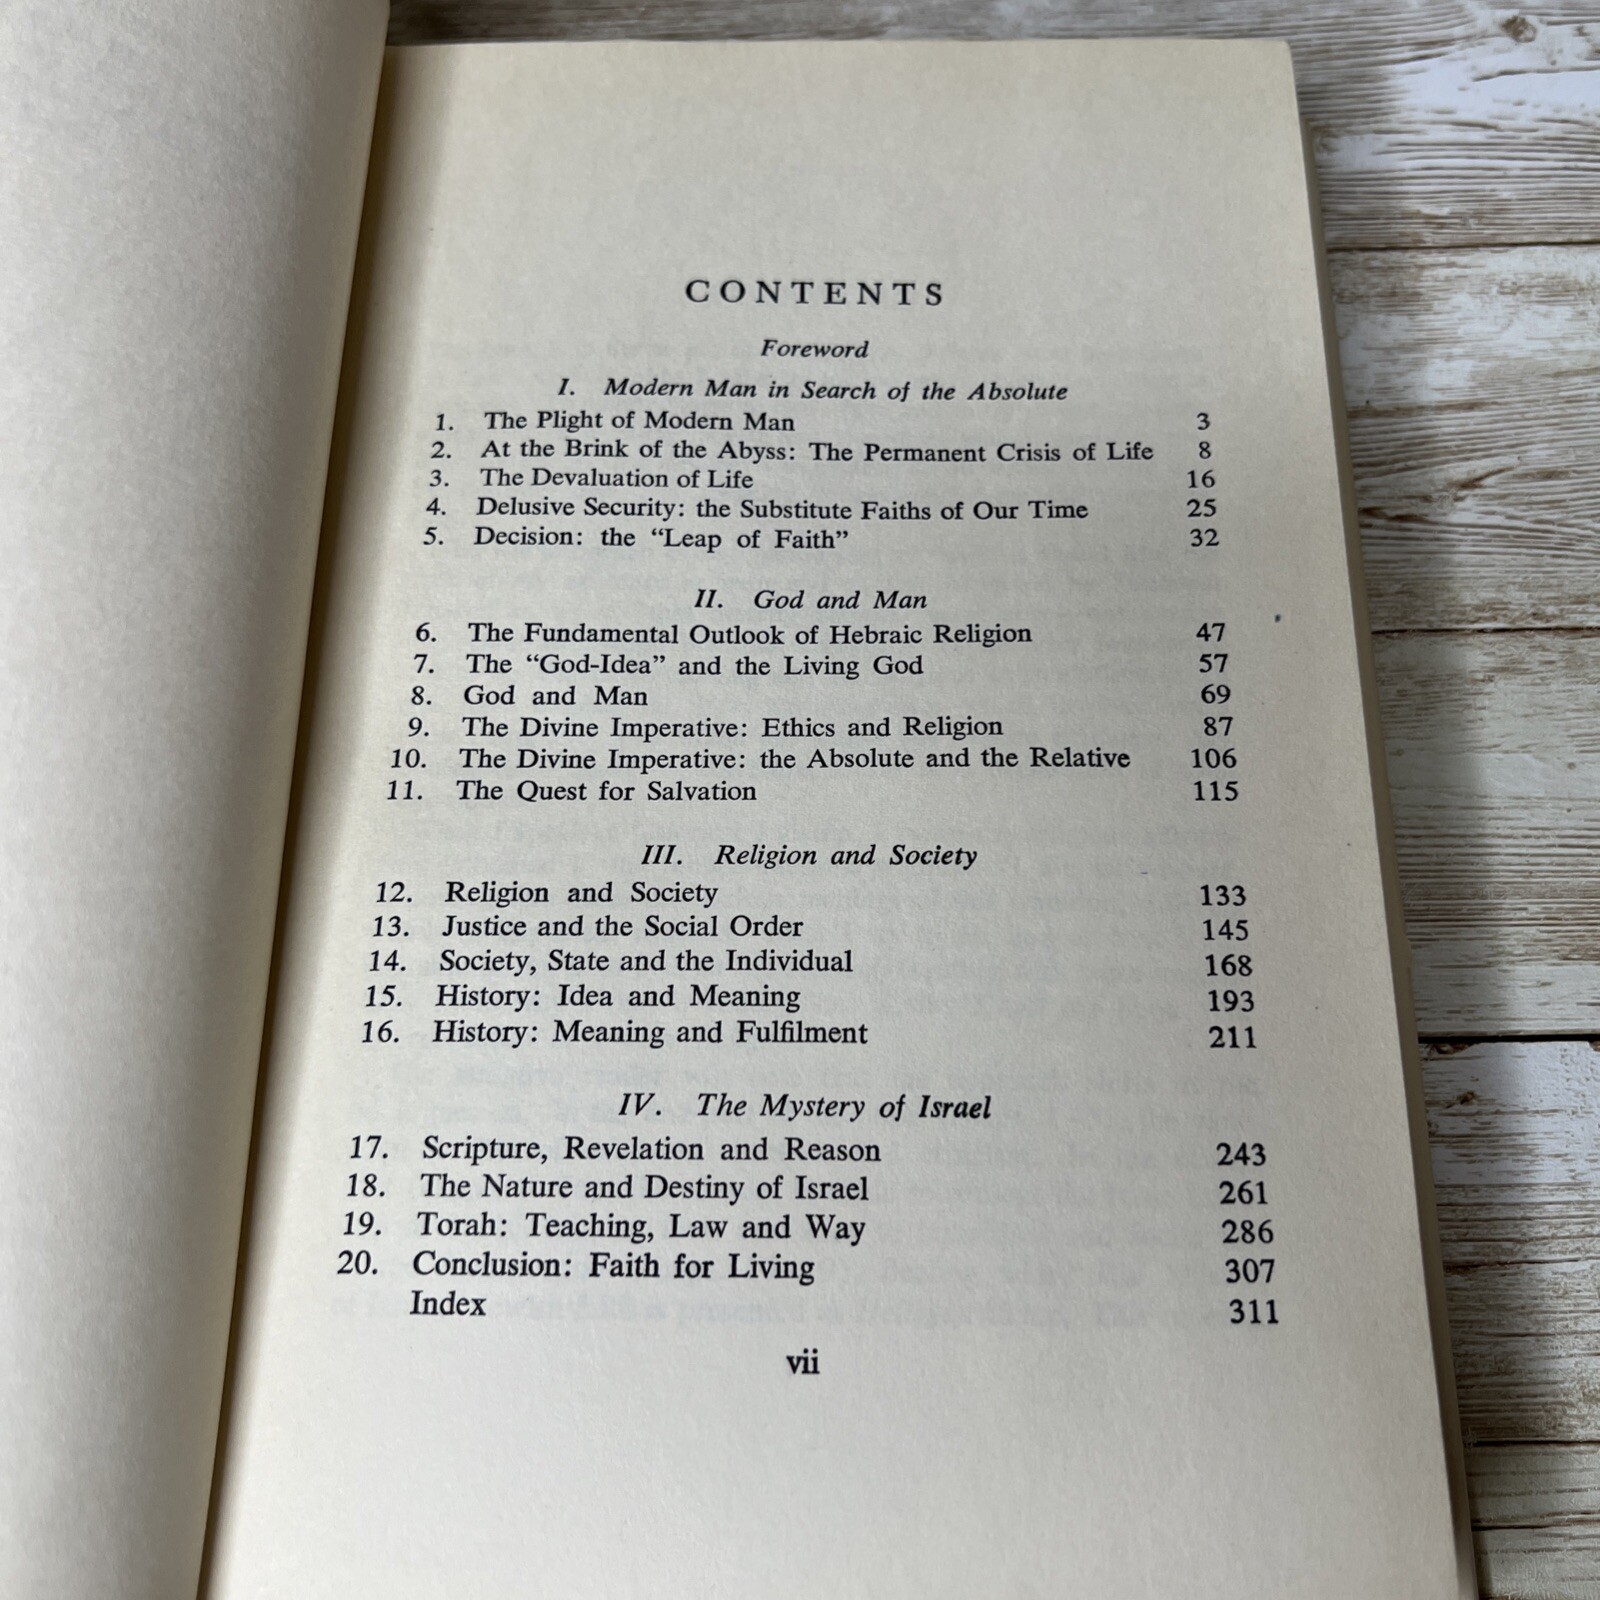 CONTENTS
Foreword
I. Modern Man in Search of the Absolute
1. The Plight of Modern Man 3
2. At the Brink of the Abyss: The Permanent Crisis of Life 8
3. The Devaluation of Life 16
4. Delusive Security: the Substitute Faiths of Our Time 25
5. Decision: the “Leap of Faith” 32
II. God and Man
6. The Fundamental Outlook of Hebraic Religion 47
7. The “God-Idea” and the Living God 57
8. God and Man 69
9. The Divine Imperative: Ethics and Religion 87
10. The Divine Imperative: the Absolute and the Relative 106
11. The Quest for Salvation 115
III. Religion and Society
12. Religion and Society 133
13. Justice and the Social Order 145
14. Society, State and the Individual 168
15. History: Idea and Meaning 193
16. History: Meaning and Fulfilment 211
IV. The Mystery of Israel
17. Scripture, Revelation and Reason 243
18. The Nature and Destiny of Israel 261
19. Torah: Teaching, Law and Way 286
20. Conclusion: Faith for Living 307
Index 311
vii